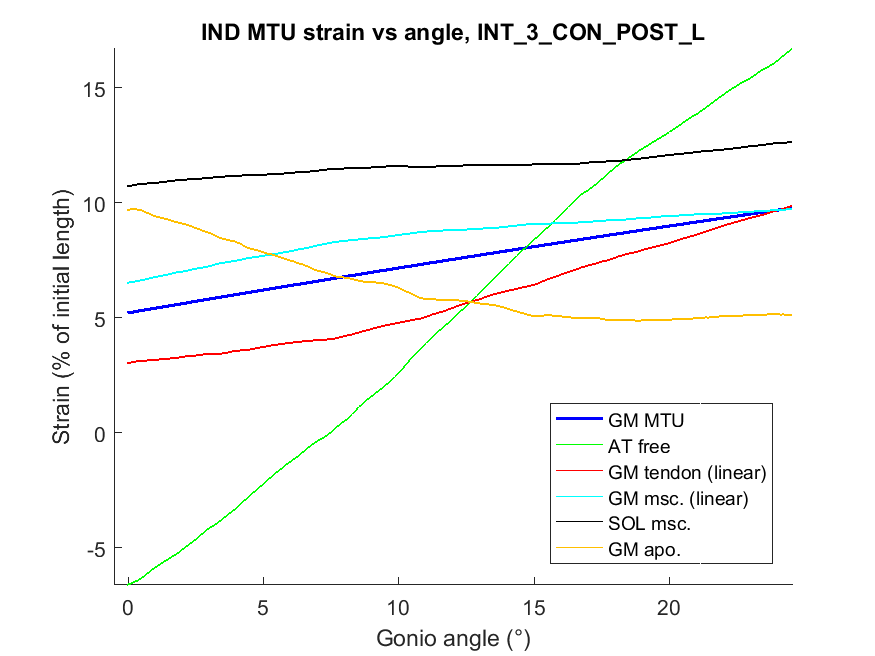 IND MTU strain vs angle, INT_3_CON_POST_L
Strain (% of initial length)
15
10
5
0
-5
GM MTU
AT free
GM tendon (linear)
GM msc. (linear)
SOL msc.
GM apo.
0 5 10 15 20
Gonio angle (°)